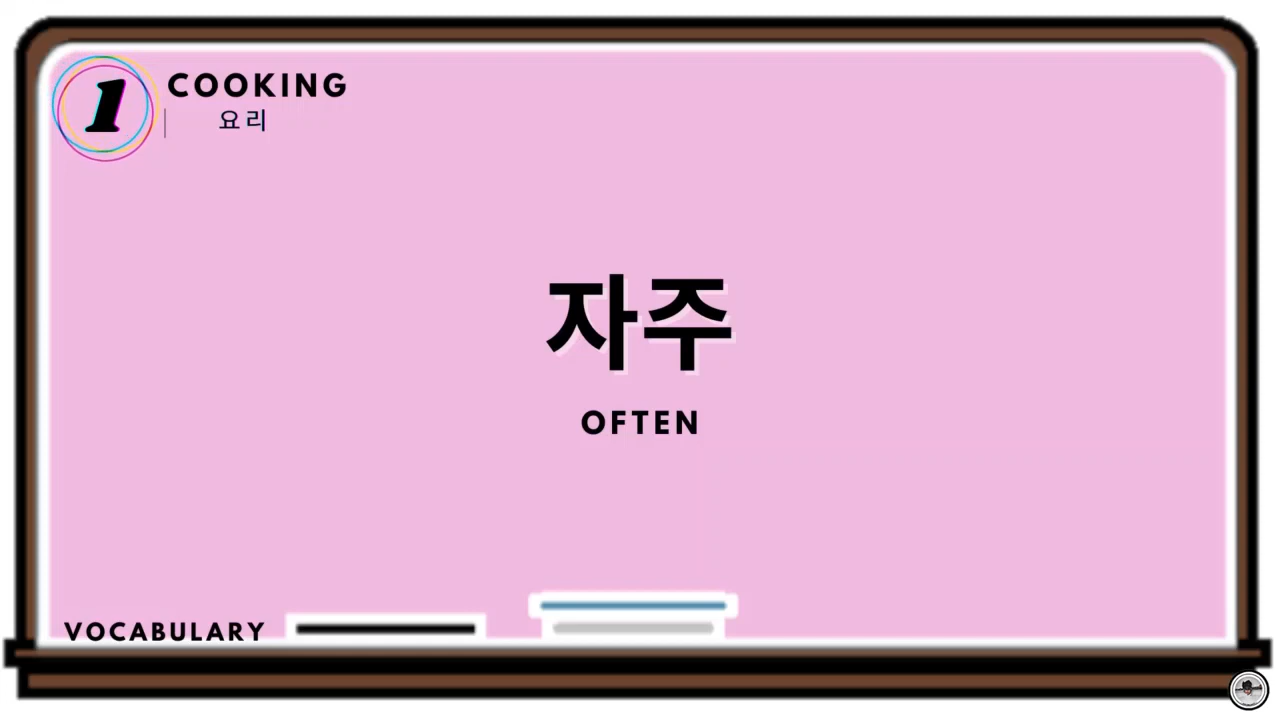 1
COOKING
요리
자주
OFTEN
VOCABULARY